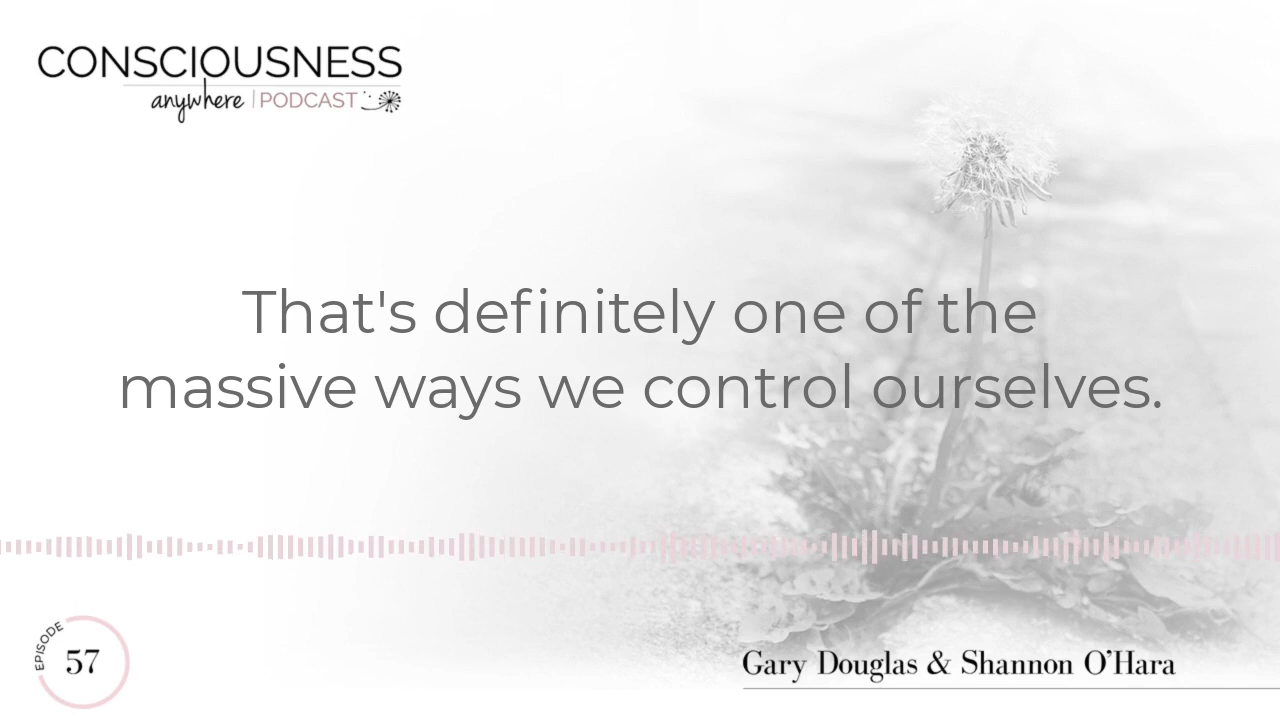 CONSCIOUSNESS
anywhere | PODCAST
That's definitely one of the
massive ways we control ourselves.
EPISODE
57
Gary Douglas & Shannon O'Hara